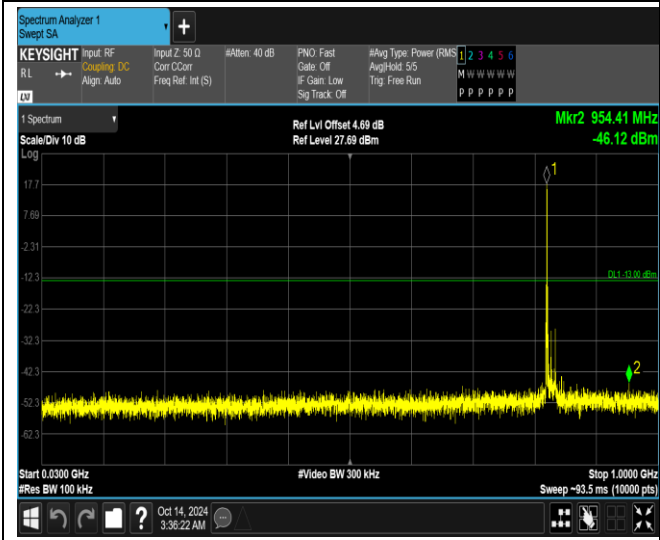 Spectrum Analyzer 1
Swept SA
+
KEYSIGHT Input: RF Input Z: 50 Ω #Atten: 40 dB PNO: Fast #Avg Type: Power (RMS 1 2 3 4 5 6
RL Coupling: DC Corr CCorr Gate: Off Avg|Hold: 5/5 M W W W W W
Align: Auto Freq Ref: Int (S) IF Gain: Low Trig: Free Run
Sig Track: Off P P P P P P
LXI
1 Spectrum Ref Lvl Offset 4.69 dB Mkr2 954.41 MHz
Scale/Div 10 dB Ref Level 27.69 dBm -46.12 dBm
Log
1
17.7
7.69
-2.31
-12.3 DL1 -13.00 dBm
-22.3
-32.3
-42.3 2
-52.3
-62.3
Start 0.0300 GHz #Video BW 300 kHz Stop 1.0000 GHz
#Res BW 100 kHz Sweep ~93.5 ms (10000 pts)
? Oct 14, 2024
3:36:22 AM